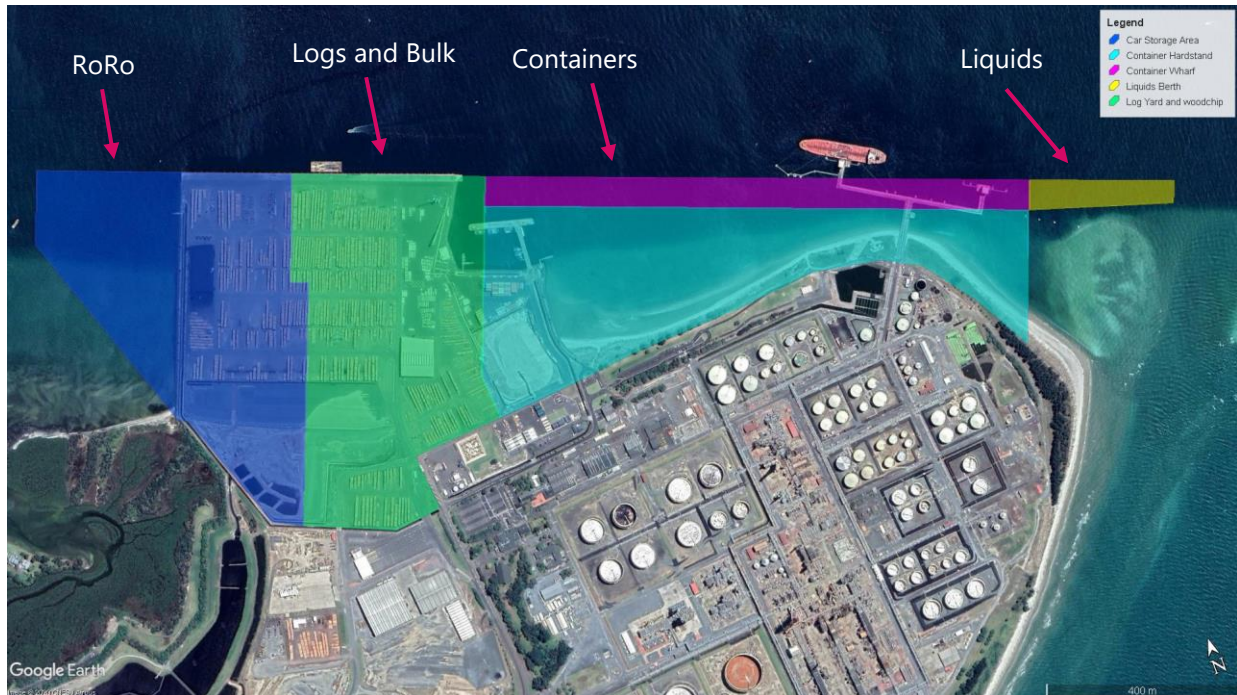 Legend
Car Storage Area
Container Hardstand
Container Wharf
Liquids Berth
Log Yard and woodchip
RoRo
Logs and Bulk
Containers
Liquids
Google Earth
N
400 m